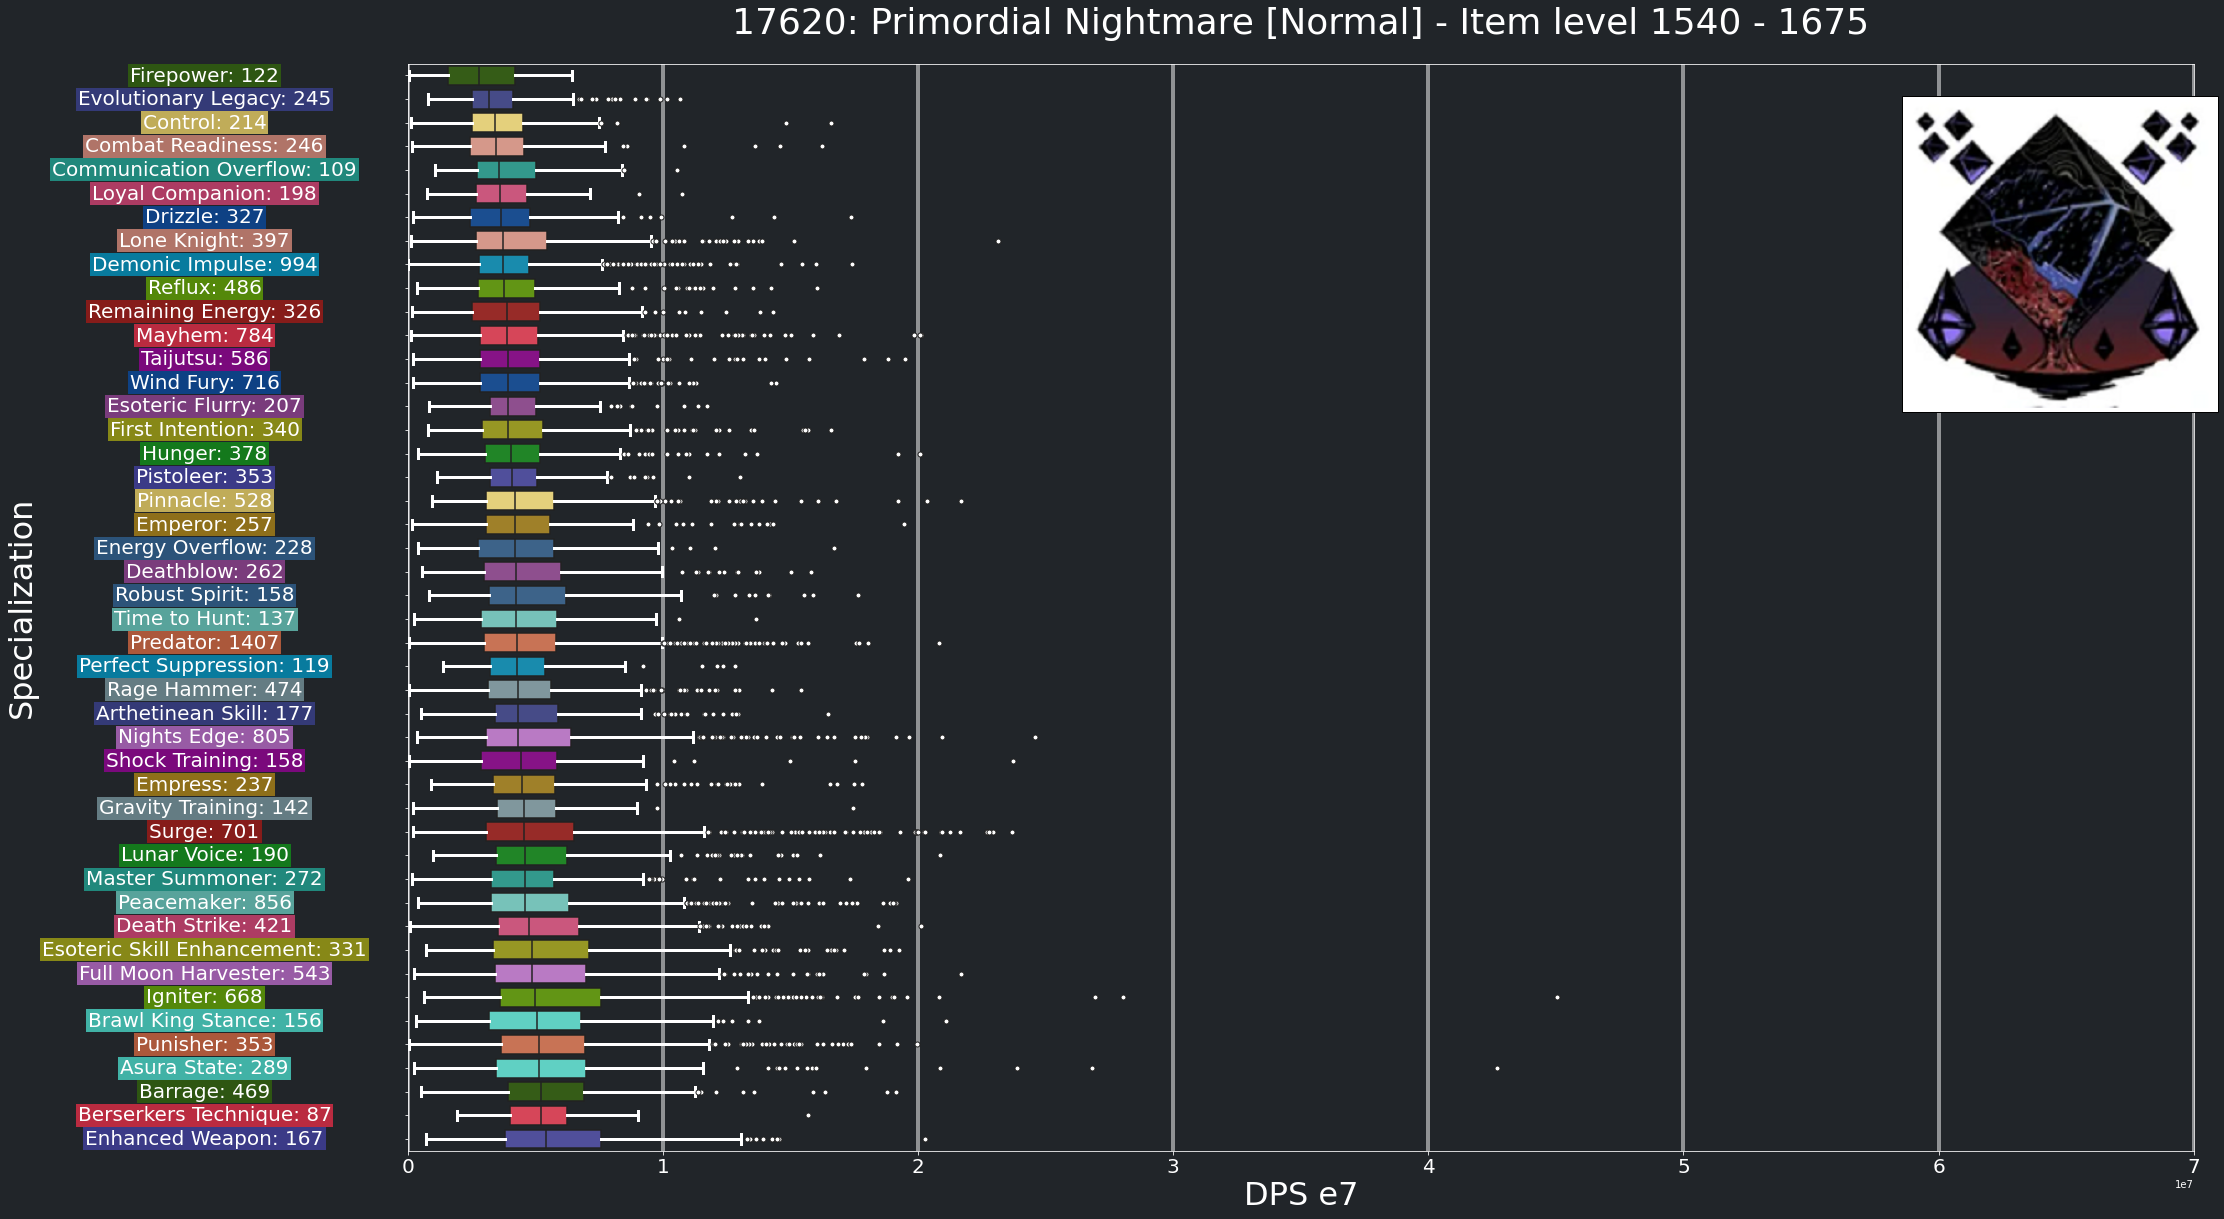 17620: Primordial Nightmare [Normal] - Item level 1540 - 1675
Firepower: 122
Evolutionary Legacy: 245
Control: 214
Combat Readiness: 246
Communication Overflow: 109
Loyal Companion: 198
Drizzle: 327
Lone Knight: 397
Demonic Impulse: 994
Reflux: 486
Remaining Energy: 326
Mayhem: 784
Taijutsu: 586
Wind Fury: 716
Esoteric Flurry: 207
First Intention: 340
Hunger: 378
Pistoleer: 353
Pinnacle: 528
Emperor: 257
Energy Overflow: 228
Deathblow: 262
Robust Spirit: 158
Time to Hunt: 137
Predator: 1407
Perfect Suppression: 119
Rage Hammer: 474
Arthetinean Skill: 177
Nights Edge: 805
Shock Training: 158
Empress: 237
Gravity Training: 142
Surge: 701
Lunar Voice: 190
Master Summoner: 272
Peacemaker: 856
Death Strike: 421
Esoteric Skill Enhancement: 331
Full Moon Harvester: 543
Igniter: 668
Brawl King Stance: 156
Punisher: 353
Asura State: 289
Barrage: 469
Berserkers Technique: 87
Enhanced Weapon: 167
Specialization
0 1 2 3 4 5 6 7
1e7
DPS e7